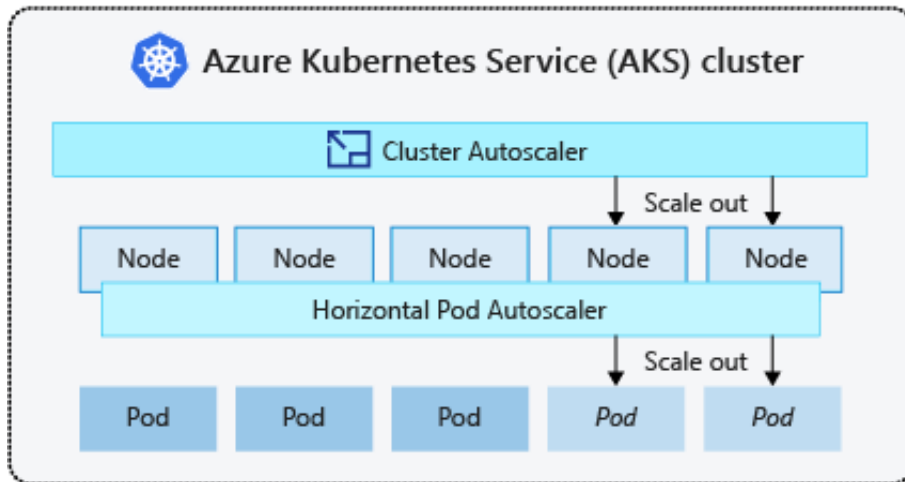 Azure Kubernetes Service (AKS) cluster
Cluster Autoscaler
Scale out
Node Node Node Node Node
Horizontal Pod Autoscaler
Scale out
Pod Pod Pod Pod Pod